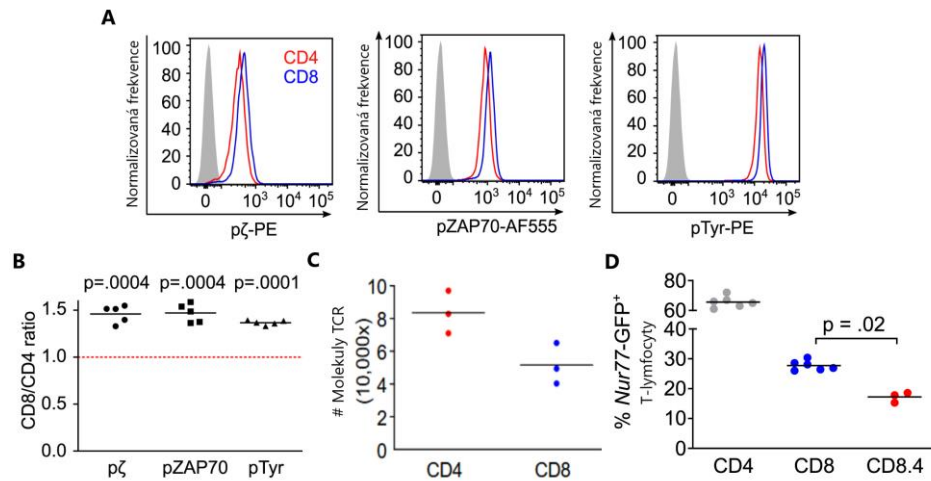 A
Normalizovaná frekvence
100
80
60
40
20
0
CD4
CD8
0 10³ 10⁴ 10⁵
pζ-PE
Normalizovaná frekvence
100
80
60
40
20
0
0 10³ 10⁴ 10⁵
pZAP70-AF555
Normalizovaná frekvence
100
80
60
40
20
0
0 10³ 10⁴ 10⁵
pTyr-PE
B
p=.0004 p=.0004 p=.0001
CD8/CD4 ratio
1.5
1.0
0.5
0.0
pζ pZAP70 pTyr
C
# Molekuly TCR
(10,000x)
10
8
6
4
2
0
CD4 CD8
D
% Nur77-GFP⁺
T-lymfocyty
80
60
40
30
20
10
0
p = .02
CD4 CD8 CD8.4